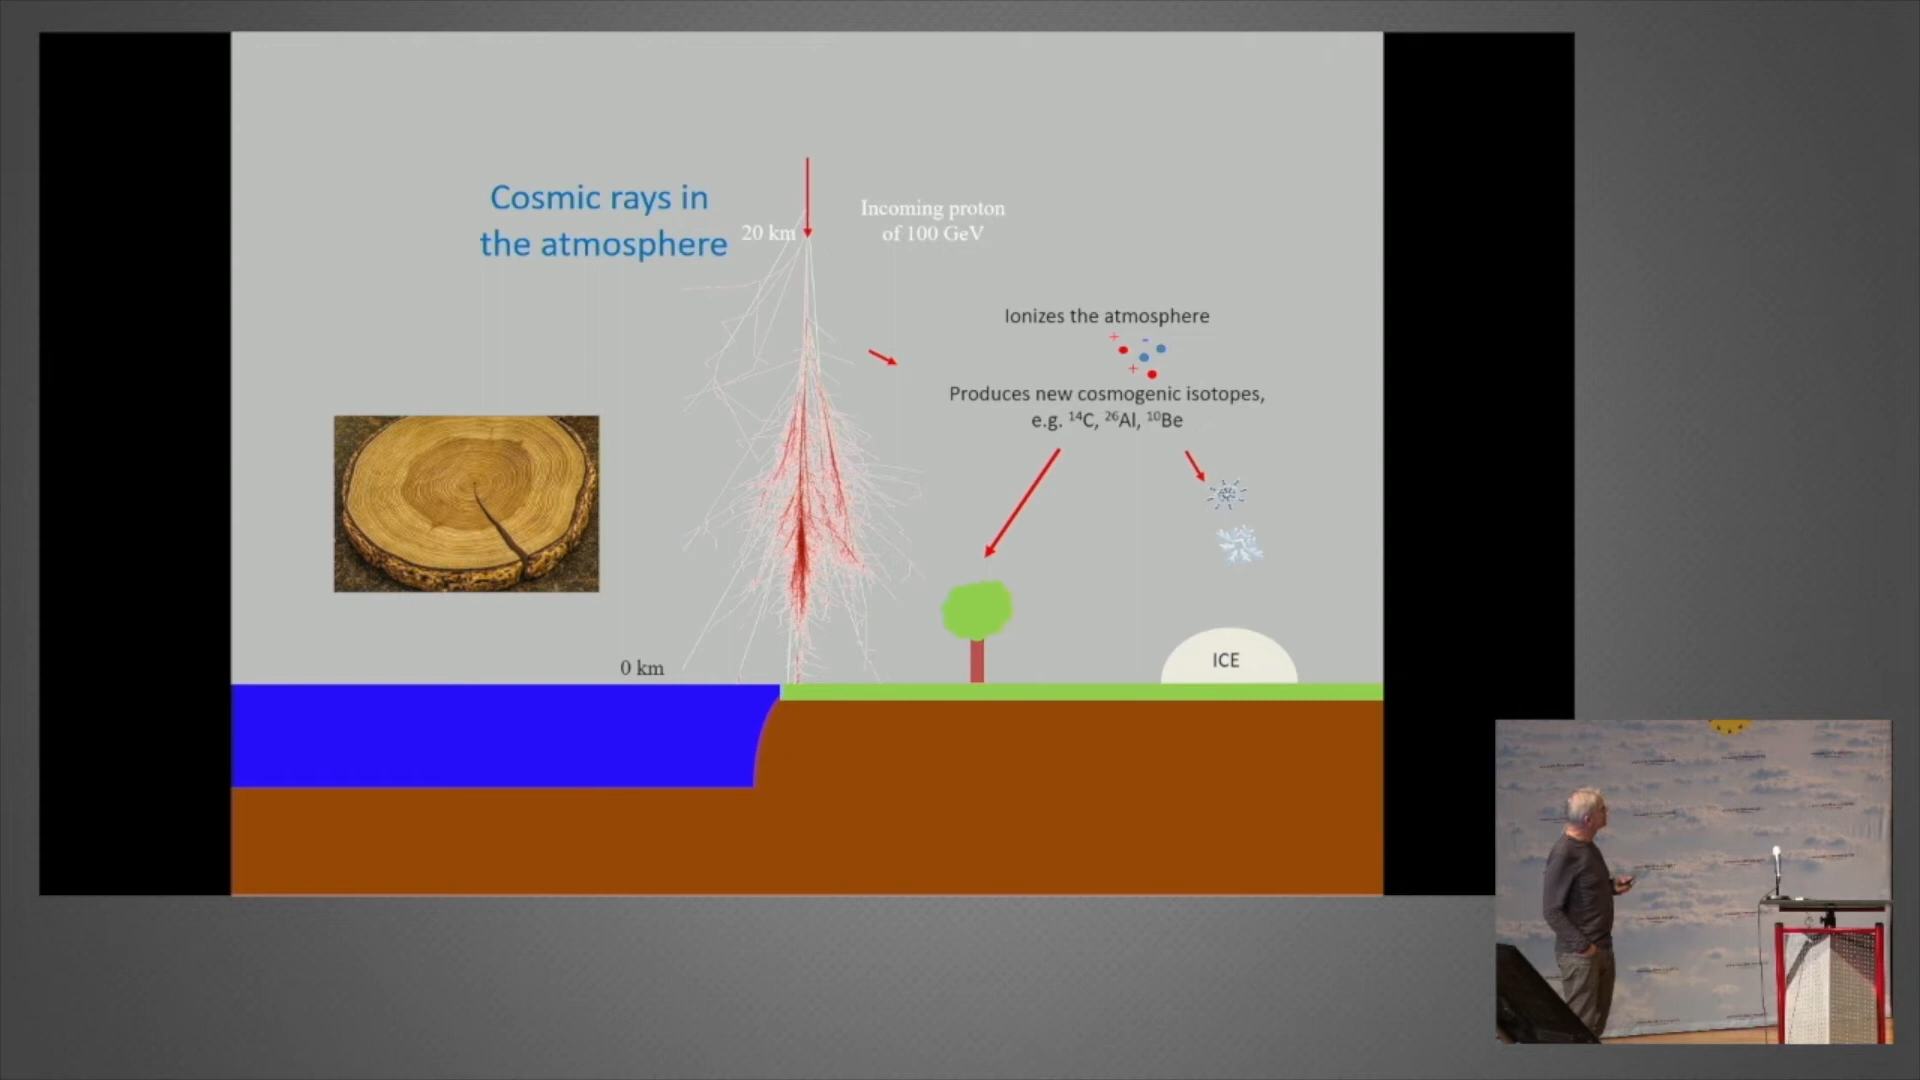 Cosmic rays in
the atmosphere
20 km
Incoming proton
of 100 GeV
Ionizes the atmosphere
+ -
+
Produces new cosmogenic isotopes,
e.g. ¹⁴C, ²⁶Al, ¹⁰Be
0 km
ICE